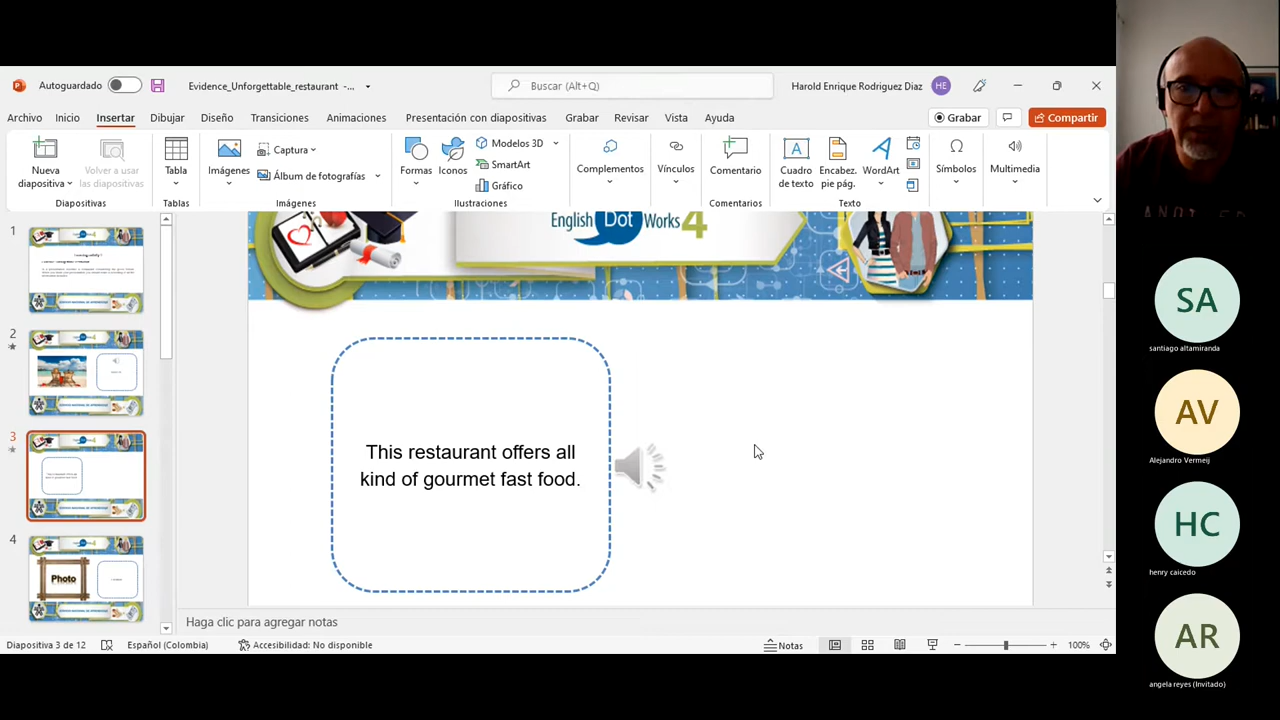 Autoguardado
Evidence_Unforgettable_restaurant -...
Buscar (Alt+Q)
Harold Enrique Rodriguez Diaz
HE
Archivo Inicio Insertar Dibujar Diseño Transiciones Animaciones Presentación con diapositivas Grabar Revisar Vista Ayuda
Grabar
Compartir
Nueva diapositiva
Volver a usar las diapositivas
Diapositivas
Tabla
Tablas
Imágenes
Captura
Álbum de fotografías
Imágenes
Formas
Iconos
Modelos 3D
SmartArt
Gráfico
Ilustraciones
Complementos
Vínculos
Comentario
Comentarios
Cuadro de texto
Encabez. pie pág.
WordArt
Texto
Símbolos
Multimedia
1
2
3
4
Photo
English Dot Works 4
This restaurant offers all
kind of gourmet fast food.
Haga clic para agregar notas
Diapositiva 3 de 12
Español (Colombia)
Accesibilidad: No disponible
Notas
100%
SA
santiago altamiranda
AV
Alejandro Vermeij
HC
henry caicedo
AR
angela reyes (Invitado)